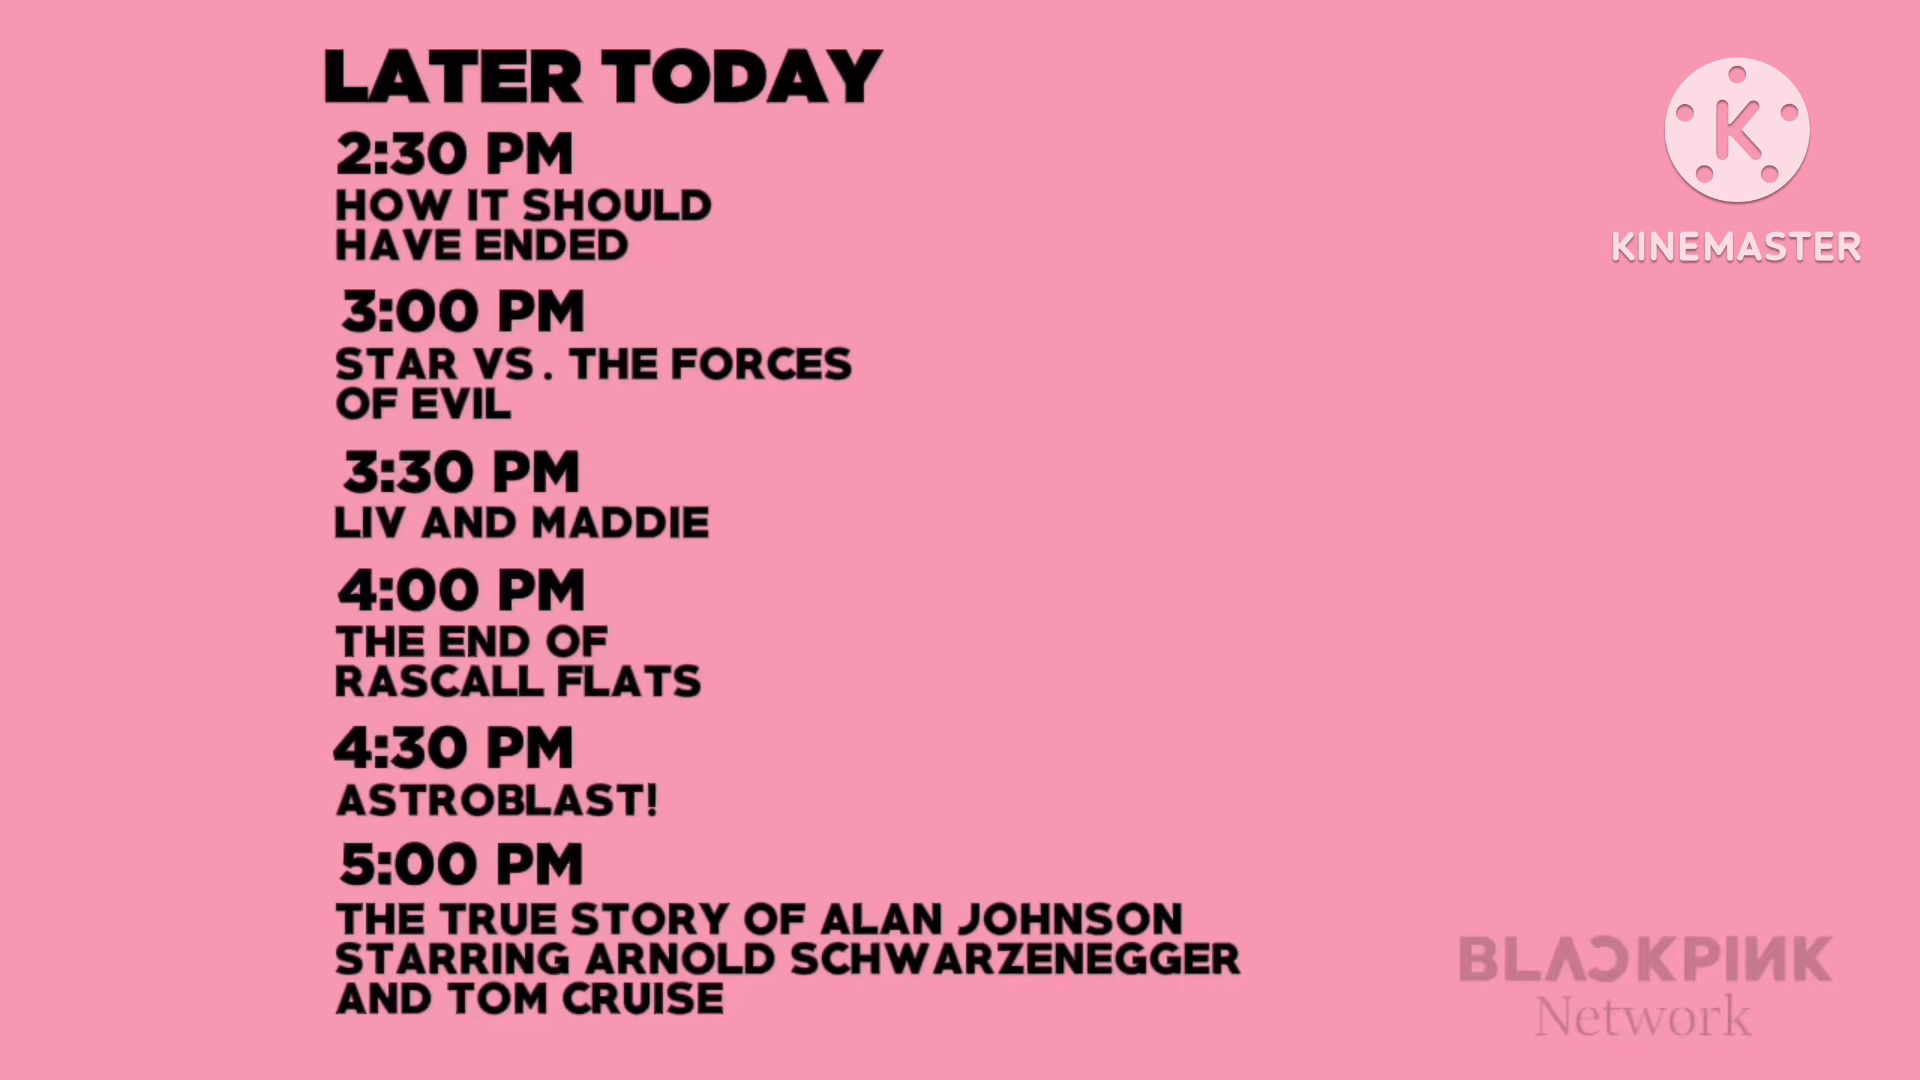 LATER TODAY
2:30 PM
HOW IT SHOULD
HAVE ENDED
3:00 PM
STAR VS. THE FORCES
OF EVIL
3:30 PM
LIV AND MADDIE
4:00 PM
THE END OF
RASCALL FLATS
4:30 PM
ASTROBLAST!
5:00 PM
THE TRUE STORY OF ALAN JOHNSON
STARRING ARNOLD SCHWARZENEGGER
AND TOM CRUISE
K
KINEMASTER
BLACKPINK
Network